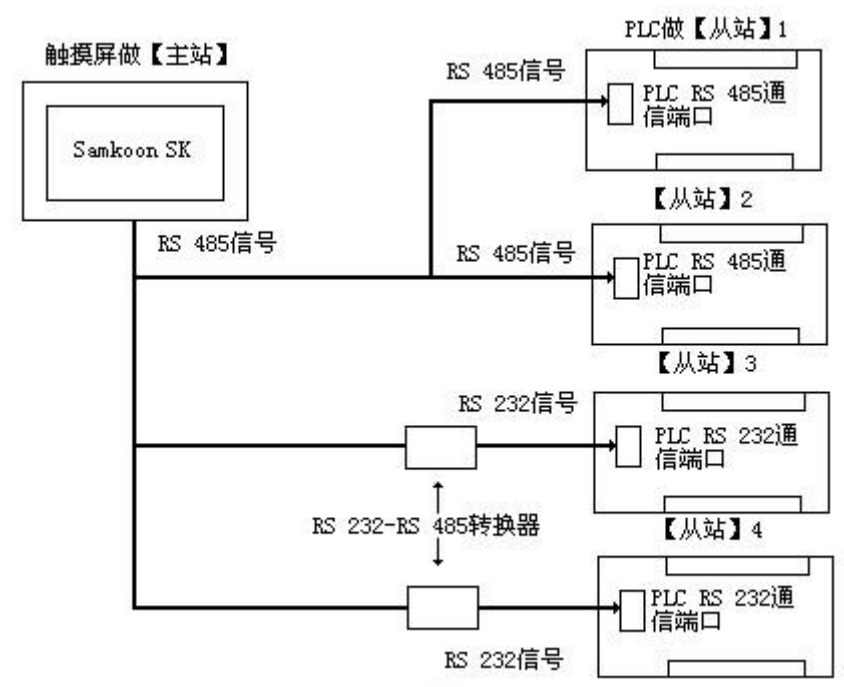 PLC做【从站】1
触摸屏做【主站】
RS 485信号
PLC RS 485通
信端口
Samkoon SK
【从站】2
RS 485信号
RS 485信号
PLC RS 485通
信端口
【从站】3
RS 232信号
PLC RS 232通
信端口
RS 232-RS 485转换器
【从站】4
PLC RS 232通
信端口
RS 232信号